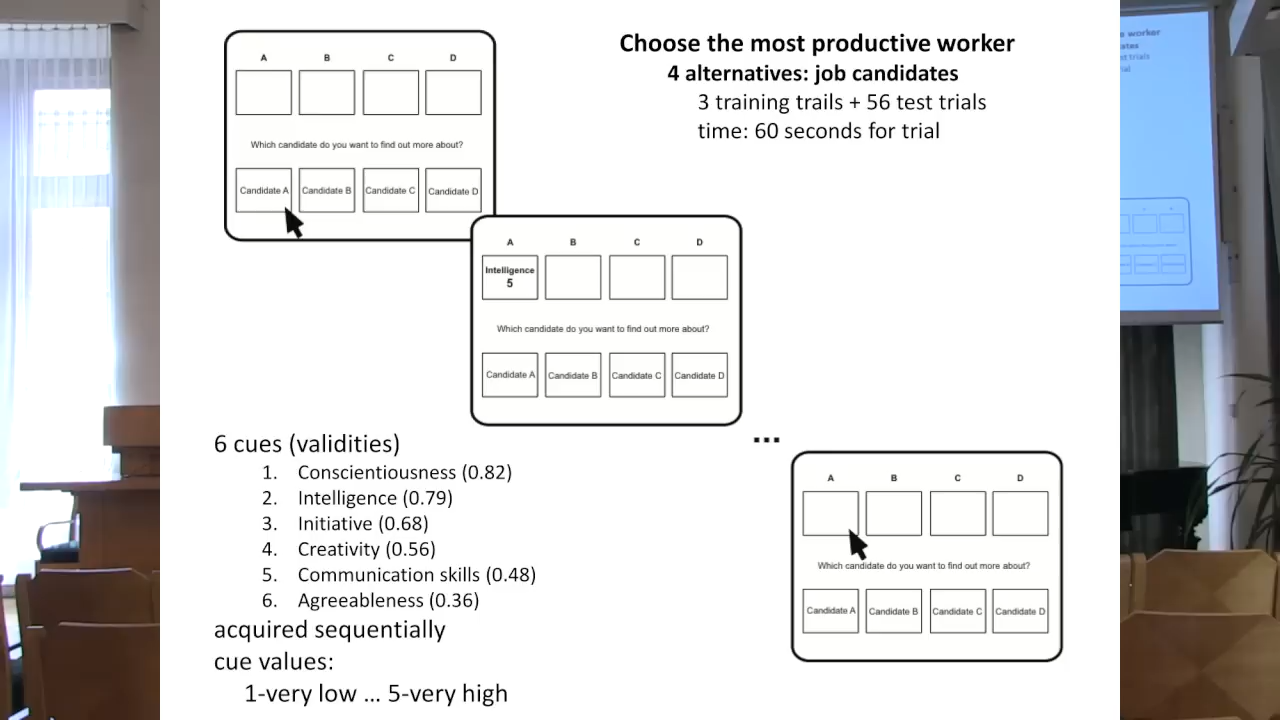 Choose the most productive worker
4 alternatives: job candidates
3 training trails + 56 test trials
time: 60 seconds for trial
A B C D
Which candidate do you want to find out more about?
Candidate A Candidate B Candidate C Candidate D
A B C D
Intelligence
5
Which candidate do you want to find out more about?
Candidate A Candidate B Candidate C Candidate D
...
A B C D
Which candidate do you want to find out more about?
Candidate A Candidate B Candidate C Candidate D
6 cues (validities)
1. Conscientiousness (0.82)
2. Intelligence (0.79)
3. Initiative (0.68)
4. Creativity (0.56)
5. Communication skills (0.48)
6. Agreeableness (0.36)
acquired sequentially
cue values:
1-very low ... 5-very high
worker